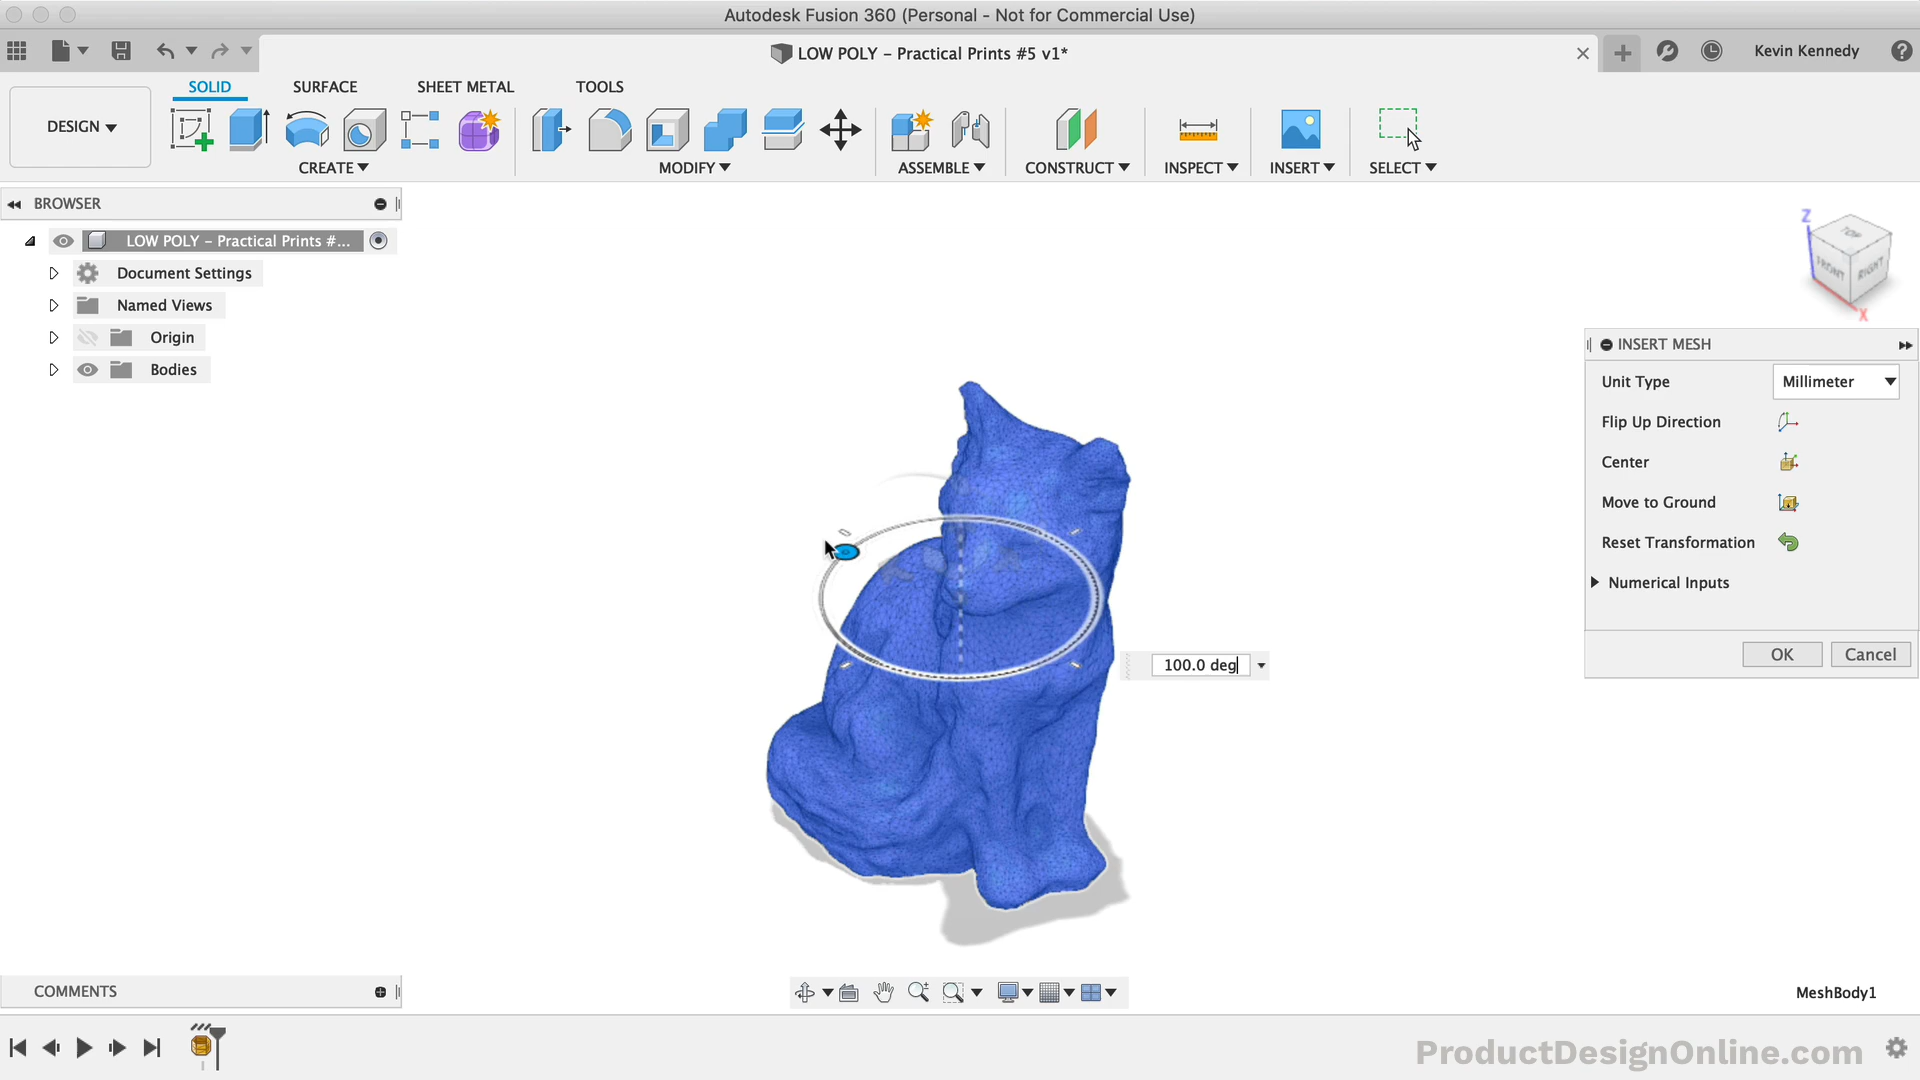 Autodesk Fusion 360 (Personal - Not for Commercial Use)
LOW POLY – Practical Prints #5 v1*
Kevin Kennedy
SOLID
SURFACE
SHEET METAL
TOOLS
DESIGN
CREATE
MODIFY
ASSEMBLE
CONSTRUCT
INSPECT
INSERT
SELECT
BROWSER
LOW POLY – Practical Prints #...
Document Settings
Named Views
Origin
Bodies
Z
TOP
FRONT
RIGHT
X
INSERT MESH
Unit Type
Millimeter
Flip Up Direction
Center
Move to Ground
Reset Transformation
Numerical Inputs
OK
Cancel
100.0 deg
COMMENTS
MeshBody1
ProductDesignOnline.com